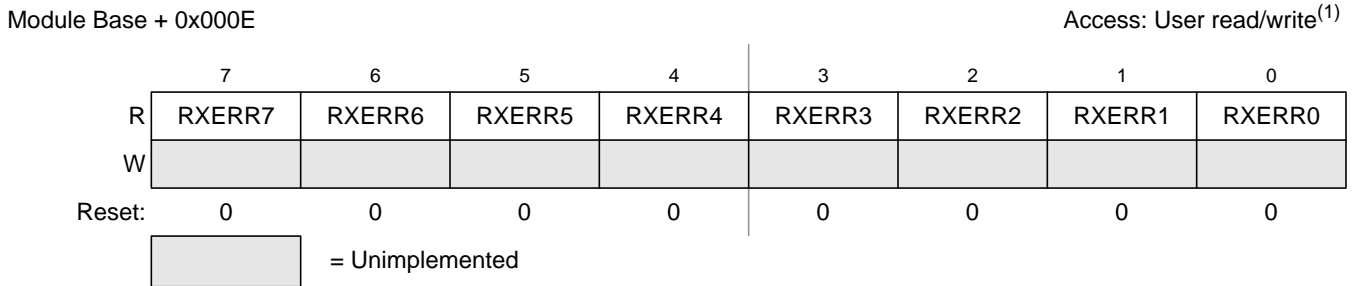 Module Base + 0x000E Access: User read/write(1)
7 6 5 4 3 2 1 0
R RXERR7 RXERR6 RXERR5 RXERR4 RXERR3 RXERR2 RXERR1 RXERR0
W
Reset: 0 0 0 0 0 0 0 0
= Unimplemented